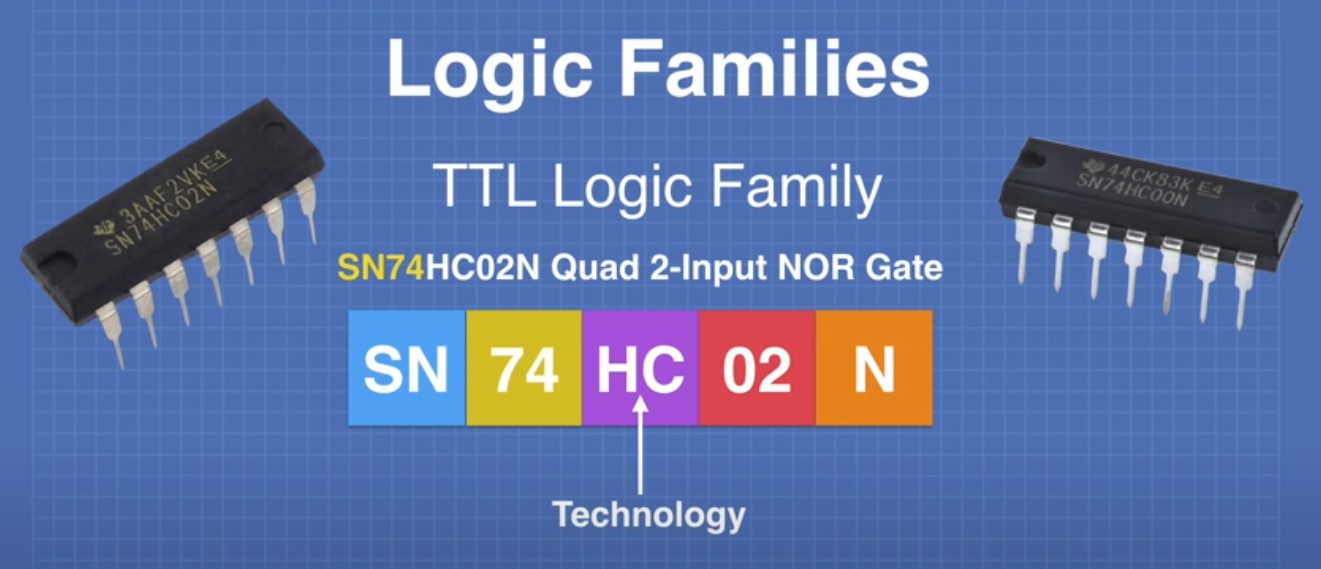 Logic Families
TTL Logic Family
3AAF2VKE4
SN74HC02N
44CK83K E4
SN74HC00N
SN74HC02N Quad 2-Input NOR Gate
SN 74 HC 02 N
Technology